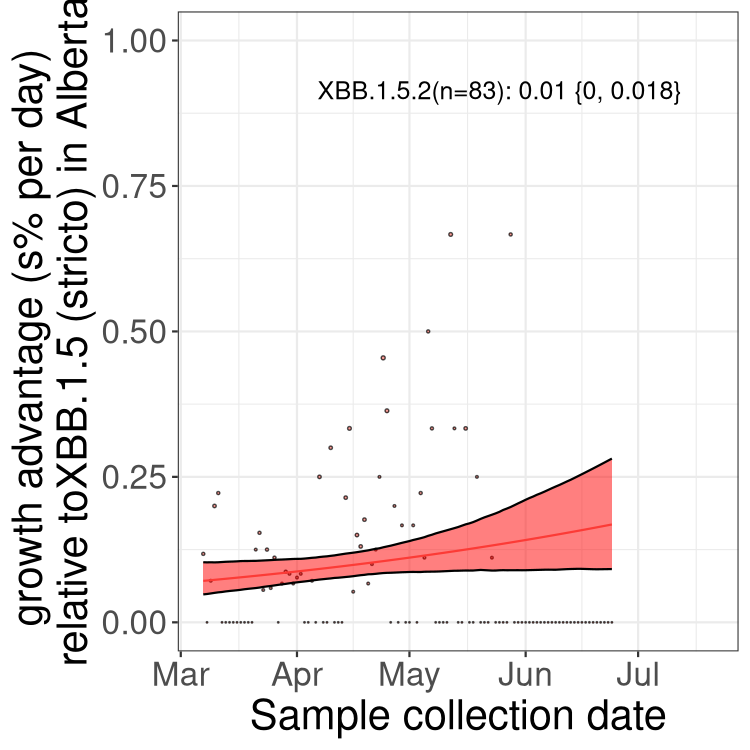 growth advantage (s% per day)
relative toXBB.1.5 (stricto) in Alberta
1.00
0.75
0.50
0.25
0.00
XBB.1.5.2(n=83): 0.01 {0, 0.018}
Mar Apr May Jun Jul
Sample collection date